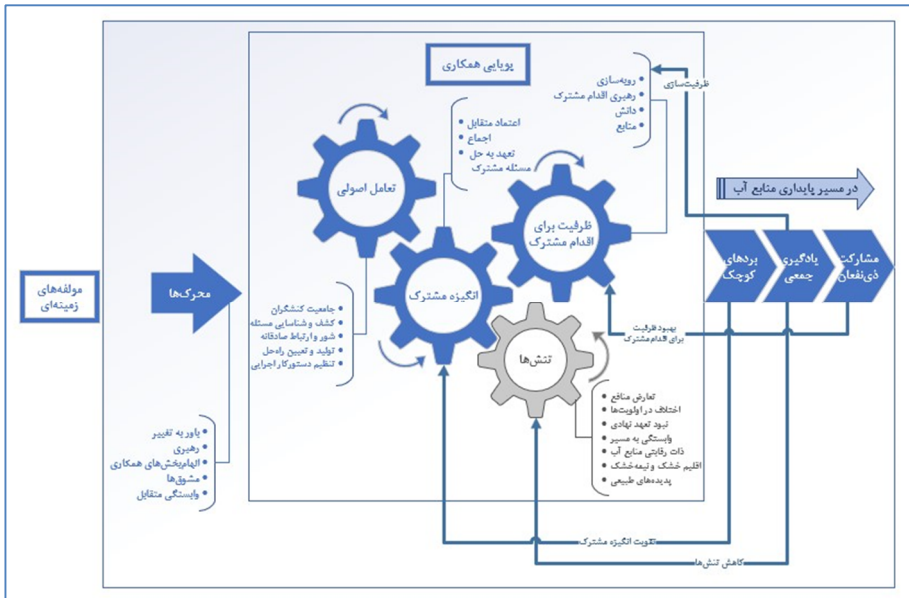 پویایی همکاری
ظرفیت‌سازی
رویه‌سازی
رهبری اقدام مشترک
دانش
منابع
اعتماد متقابل
اجماع
تعهد به حل
مسئله مشترک
تعامل اصولی
ظرفیت برای
اقدام مشترک
انگیزه مشترک
تنش‌ها
در مسیر پایداری منابع آب
مشارکت
ذی‌نفعان
یادگیری
جمعی
بردهای
کوچک
محرک‌ها
مولفه‌های
زمینه‌ای
جامعیت کنشگران
کشف و شناسایی مسئله
شور و ارتباط صادقانه
تولید و تعیین راه‌حل
تنظیم دستورکار اجرایی
بهبود ظرفیت
برای اقدام مشترک
تعارض منافع
اختلاف در اولویت‌ها
نبود تعهد نهادی
وابستگی به مسیر
ذات رقابتی منابع آب
اقلیم خشک و نیمه‌خشک
پدیده‌های طبیعی
باور به تغییر
رهبری
الهام‌بخش‌های همکاری
مشوق‌ها
وابستگی متقابل
تقویت انگیزه مشترک
کاهش تنش‌ها